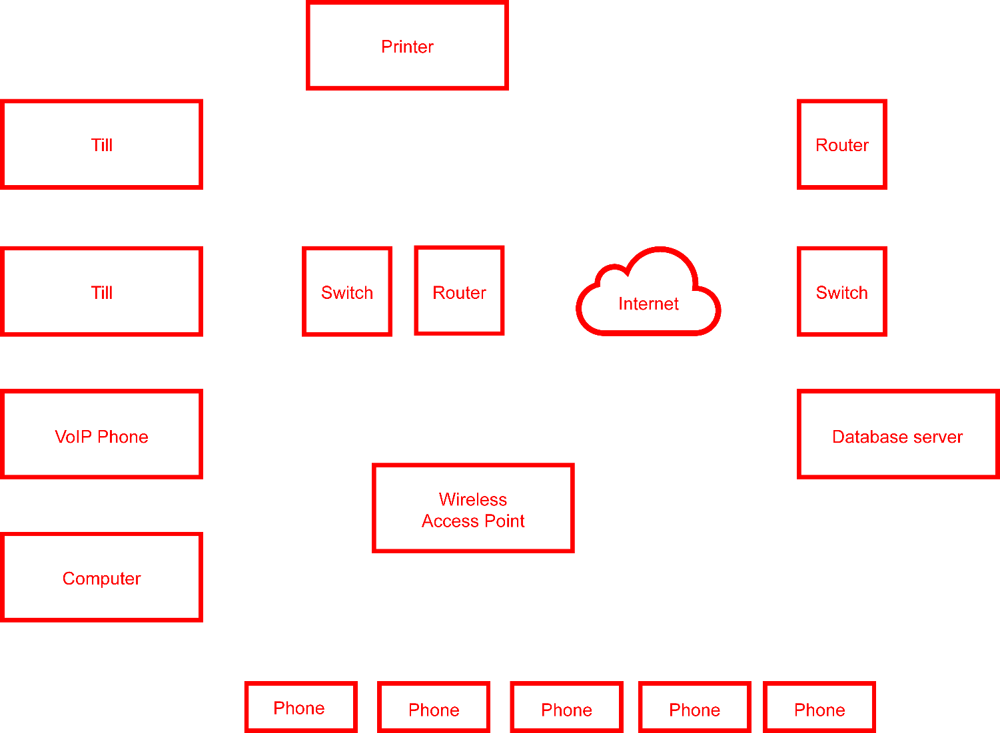 Printer
Till
Router
Till
Switch
Router
Internet
Switch
VoIP Phone
Database server
Wireless
Access Point
Computer
Phone
Phone
Phone
Phone
Phone